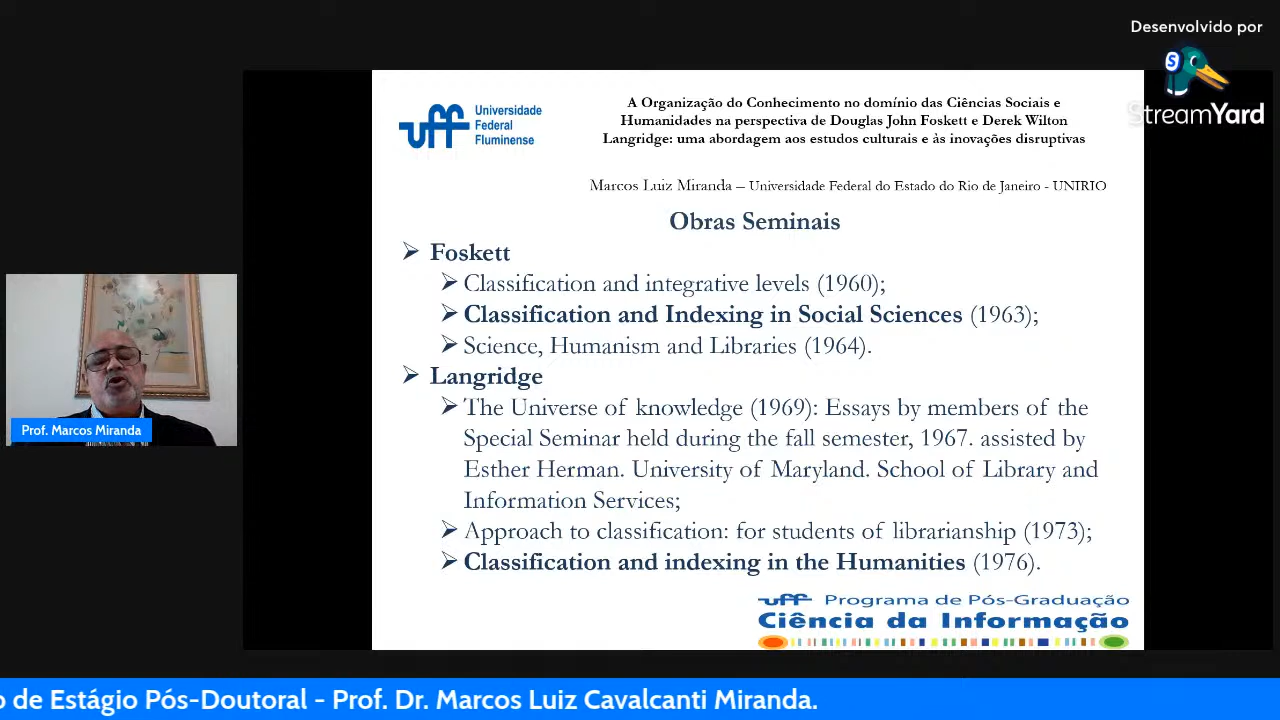 Desenvolvido por
StreamYard
uff Universidade
Federal
Fluminense
A Organização do Conhecimento no domínio das Ciências Sociais e
Humanidades na perspectiva de Douglas John Foskett e Derek Wilton
Langridge: uma abordagem aos estudos culturais e às inovações disruptivas
Marcos Luiz Miranda – Universidade Federal do Estado do Rio de Janeiro - UNIRIO
Obras Seminais
Foskett
Classification and integrative levels (1960);
Classification and Indexing in Social Sciences (1963);
Science, Humanism and Libraries (1964).
Langridge
The Universe of knowledge (1969): Essays by members of the
Special Seminar held during the fall semester, 1967. assisted by
Esther Herman. University of Maryland. School of Library and
Information Services;
Approach to classification: for students of librarianship (1973);
Classification and indexing in the Humanities (1976).
uff Programa de Pós-Graduação
Ciência da Informação
Prof. Marcos Miranda
o de Estágio Pós-Doutoral - Prof. Dr. Marcos Luiz Cavalcanti Miranda.